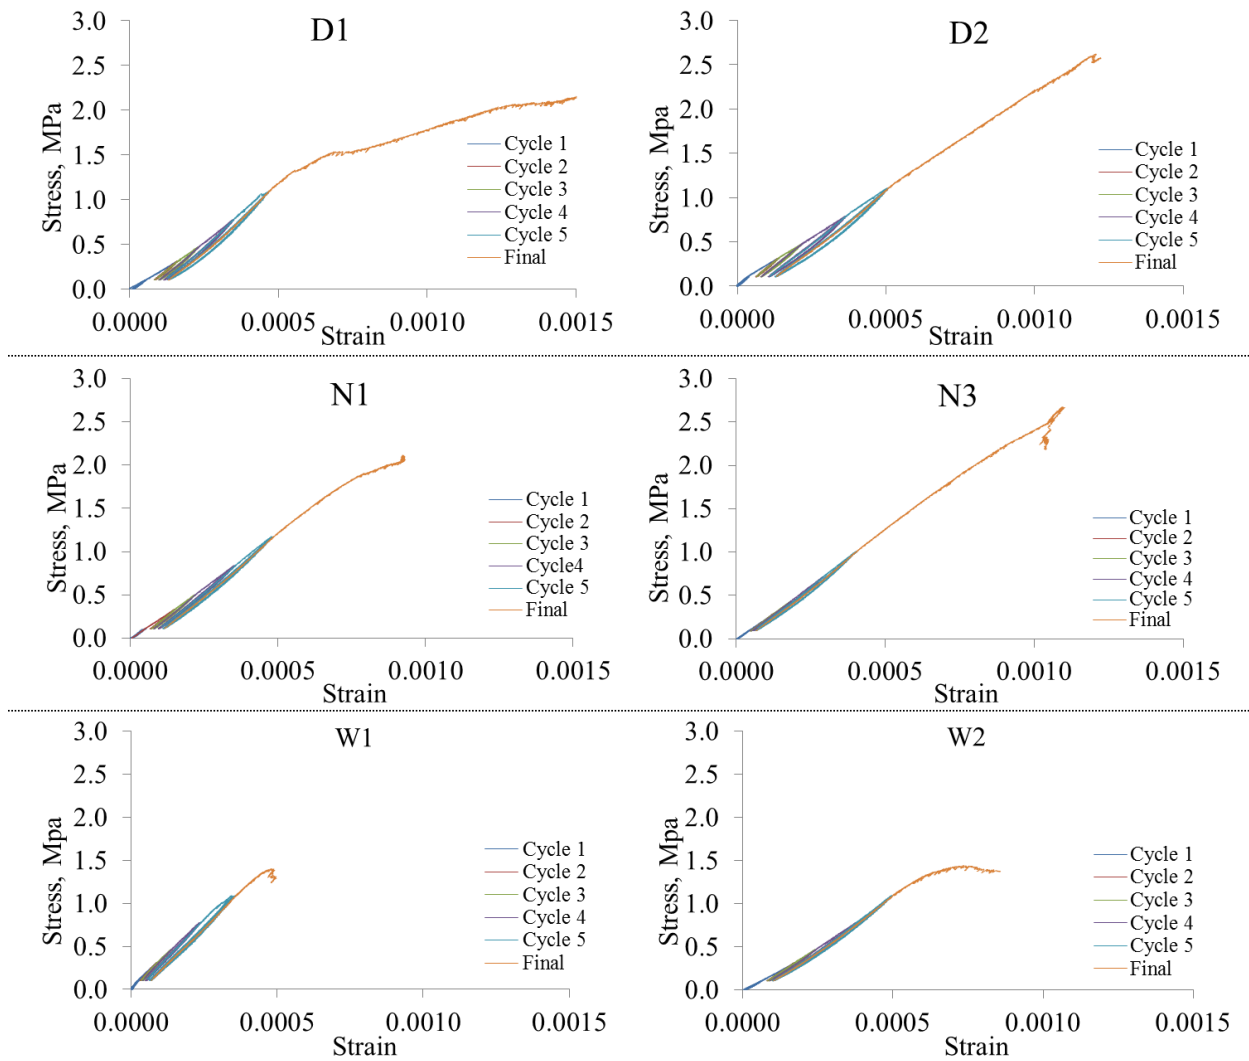 D1
Stress, MPa
3.0
2.5
2.0
1.5
1.0
0.5
0.0
Cycle 1
Cycle 2
Cycle 3
Cycle 4
Cycle 5
Final
0.0000 0.0005 0.0010 0.0015
Strain
D2
Stress, Mpa
3.0
2.5
2.0
1.5
1.0
0.5
0.0
Cycle 1
Cycle 2
Cycle 3
Cycle 4
Cycle 5
Final
0.0000 0.0005 0.0010 0.0015
Strain
N1
Stress, MPa
3.0
2.5
2.0
1.5
1.0
0.5
0.0
Cycle 1
Cycle 2
Cycle 3
Cycle4
Cycle 5
Final
0.0000 0.0005 0.0010 0.0015
Strain
N3
Stress, MPa
3.0
2.5
2.0
1.5
1.0
0.5
0.0
Cycle 1
Cycle 2
Cycle 3
Cycle 4
Cycle 5
Final
0.0000 0.0005 0.0010 0.0015
Strain
W1
Stress, Mpa
3.0
2.5
2.0
1.5
1.0
0.5
0.0
Cycle 1
Cycle 2
Cycle 3
Cycle 4
Cycle 5
Final
0.0000 0.0005 0.0010 0.0015
Strain
W2
Stress, Mpa
3.0
2.5
2.0
1.5
1.0
0.5
0.0
Cycle 1
Cycle 2
Cycle 3
Cycle 4
Cycle 5
Final
0.0000 0.0005 0.0010 0.0015
Strain